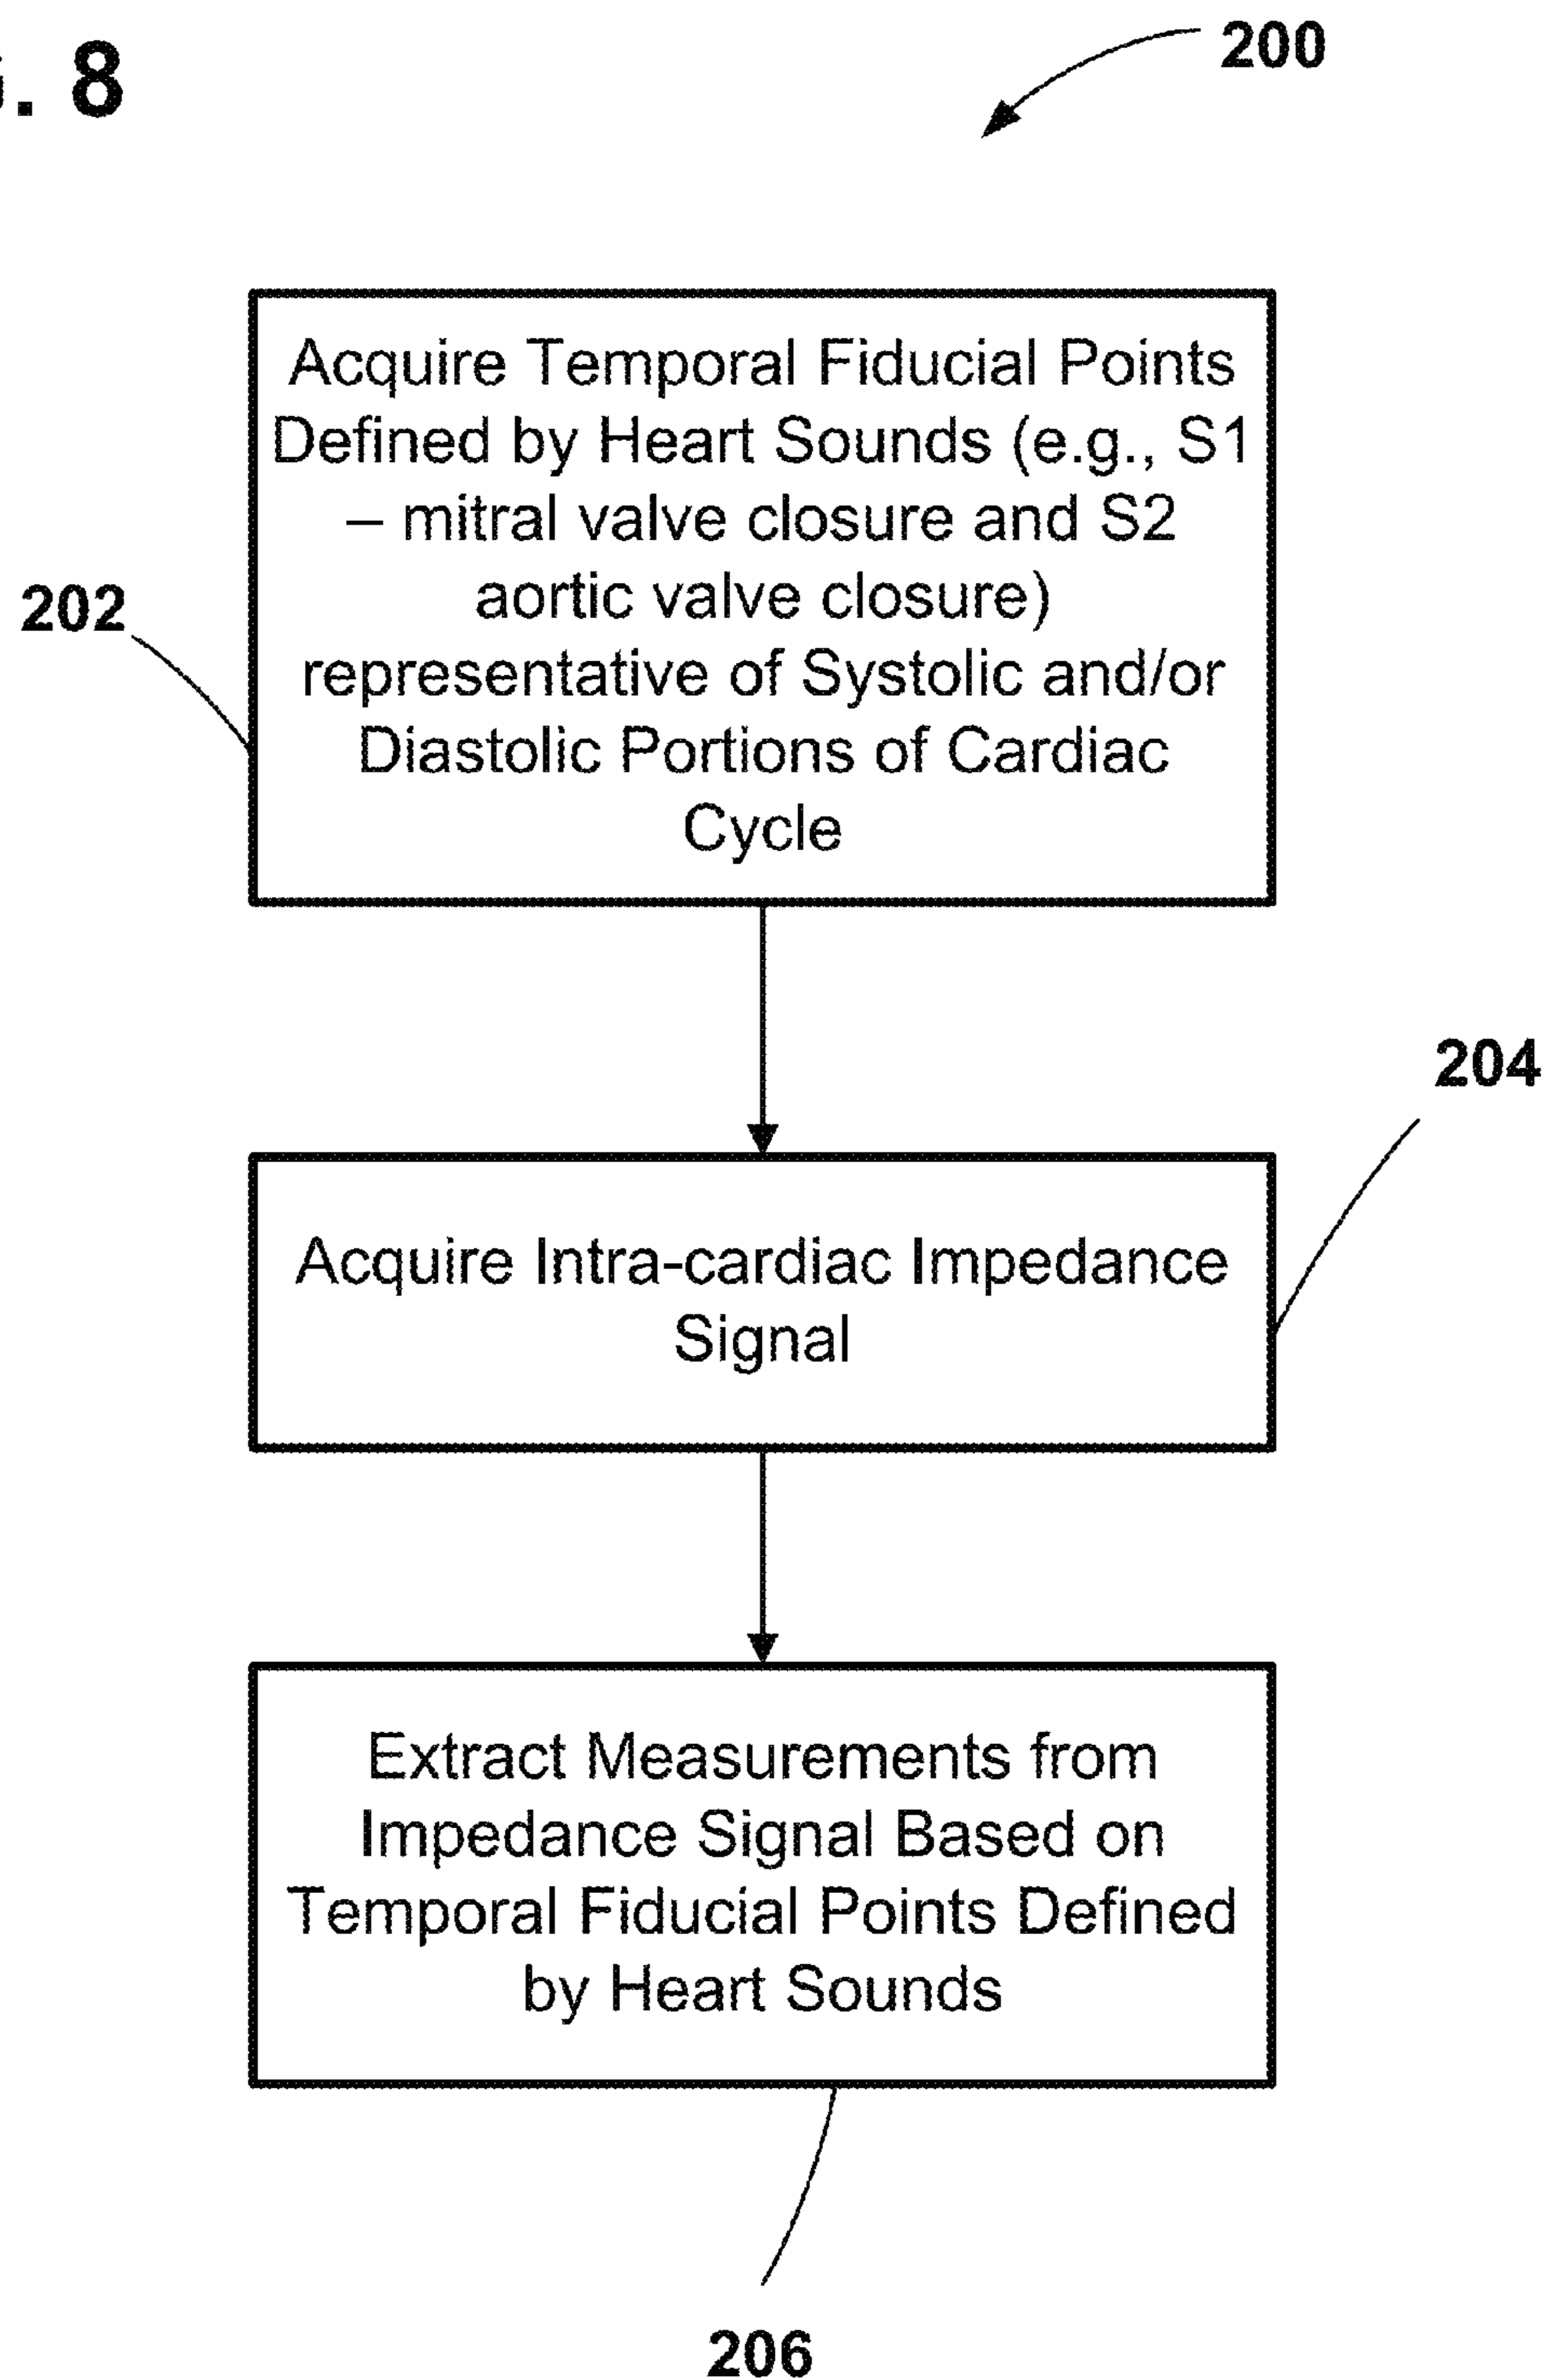 . 8
200
Acquire Temporal Fiducial Points
Defined by Heart Sounds (e.g., S1
– mitral valve closure and S2
aortic valve closure)
representative of Systolic and/or
Diastolic Portions of Cardiac
Cycle
202
204
Acquire Intra-cardiac Impedance
Signal
Extract Measurements from
Impedance Signal Based on
Temporal Fiducial Points Defined
by Heart Sounds
206